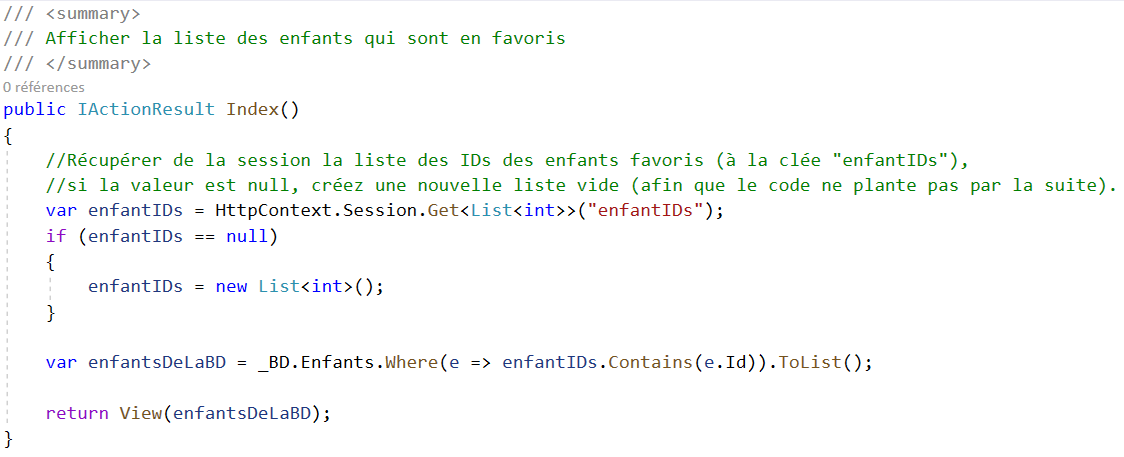 /// <summary>
/// Afficher la liste des enfants qui sont en favoris
/// </summary>
0 références
public IActionResult Index()
{
//Récupérer de la session la liste des IDs des enfants favoris (à la clée "enfantIDs"),
//si la valeur est null, créez une nouvelle liste vide (afin que le code ne plante pas par la suite).
var enfantIDs = HttpContext.Session.Get<List<int>>("enfantIDs");
if (enfantIDs == null)
{
enfantIDs = new List<int>();
}
var enfantsDeLaBD = _BD.Enfants.Where(e => enfantIDs.Contains(e.Id)).ToList();
return View(enfantsDeLaBD);
}